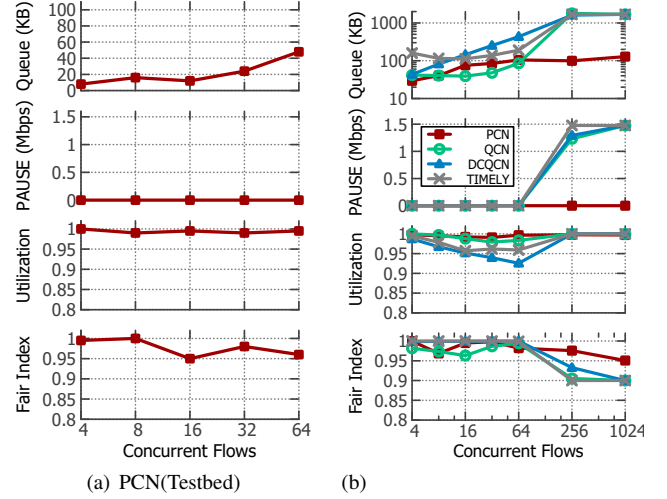 Queue (KB)
100
80
60
40
20
0
PAUSE (Mbps)
1.5
1
0.5
0
Utilization
1
0.95
0.9
0.85
0.8
Fair Index
1
0.95
0.9
0.85
0.8
4 8 16 32 64
Concurrent Flows
(a) PCN(Testbed)
Queue (KB)
1000
100
10
PAUSE (Mbps)
1.5
1
0.5
0
PCN
QCN
DCQCN
TIMELY
Utilization
1
0.95
0.9
0.85
0.8
Fair Index
1
0.95
0.9
0.85
0.8
4 16 64 256 1024
Concurrent Flows
(b)